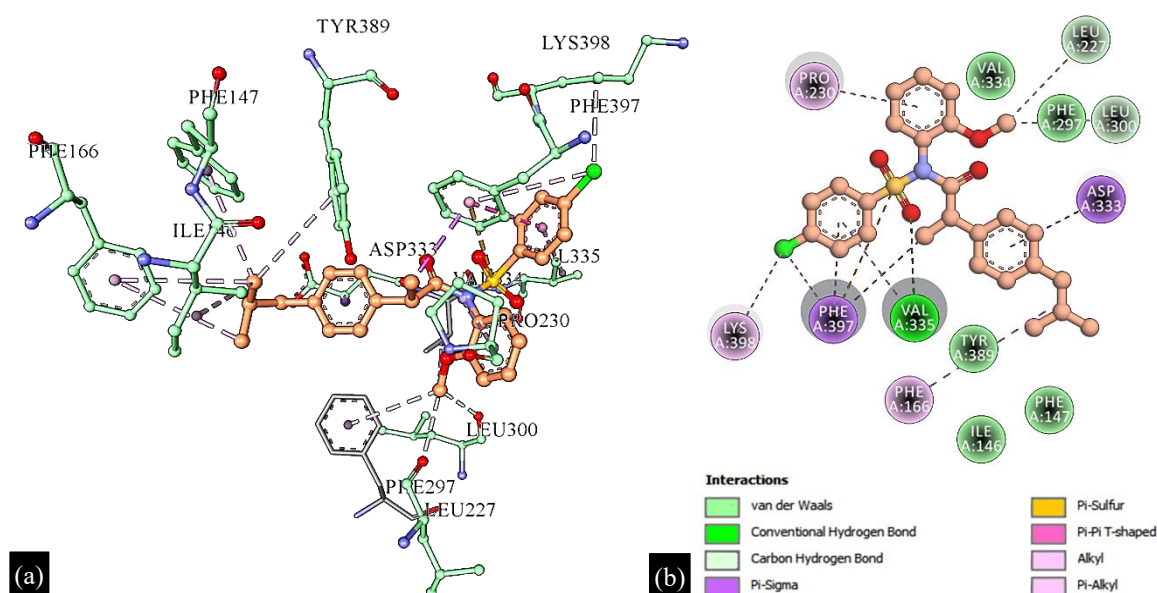 TYR389
LYS398
PHE147
PHE397
PHE166
ASP333
L335
PRO230
LEU300
LEU227
(a)
LEU
A:227
PRO
A:230
VAL
A:334
PHE
A:297
LEU
A:300
ASP
A:333
LYS
A:398
PHE
A:397
VAL
A:335
TYR
A:389
PHE
A:166
PHE
A:147
ILE
A:146
Interactions
van der Waals
Conventional Hydrogen Bond
Carbon Hydrogen Bond
Pi-Sigma
Pi-Sulfur
Pi-Pi T-shaped
Alkyl
Pi-Alkyl
(b)